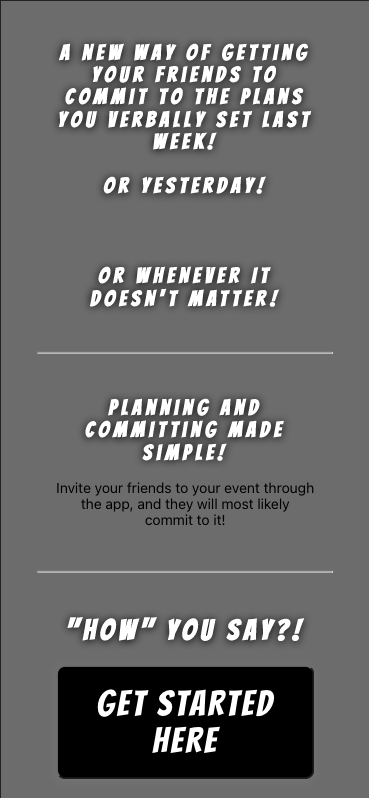 A NEW WAY OF GETTING
YOUR FRIENDS TO
COMMIT TO THE PLANS
YOU VERBALLY SET LAST
WEEK!
OR YESTERDAY!
OR WHENEVER IT
DOESN'T MATTER!
PLANNING AND
COMMITTING MADE
SIMPLE!
Invite your friends to your event through
the app, and they will most likely
commit to it!
"HOW" YOU SAY?!
GET STARTED
HERE